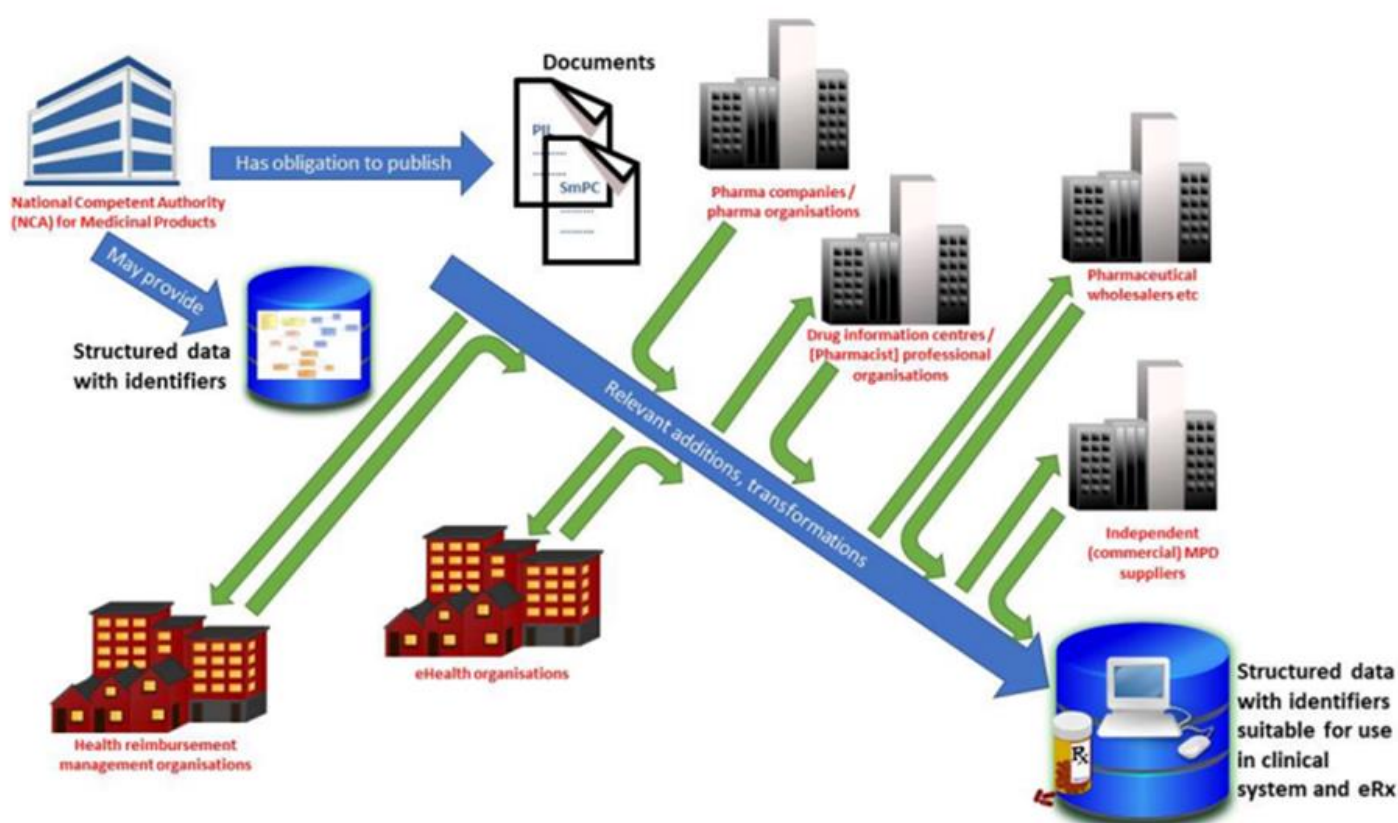 Documents
PIL
SmPC
National Competent Authority
(NCA) for Medicinal Products
Has obligation to publish
May provide
Structured data
with identifiers
Pharma companies /
pharma organisations
Drug information centres /
[Pharmacist] professional
organisations
Pharmaceutical
wholesalers etc
Relevant additions, transformations
Independent
(commercial) MPD
suppliers
eHealth organisations
Health reimbursement
management organisations
Rx
Structured data
with identifiers
suitable for use
in clinical
system and eRx